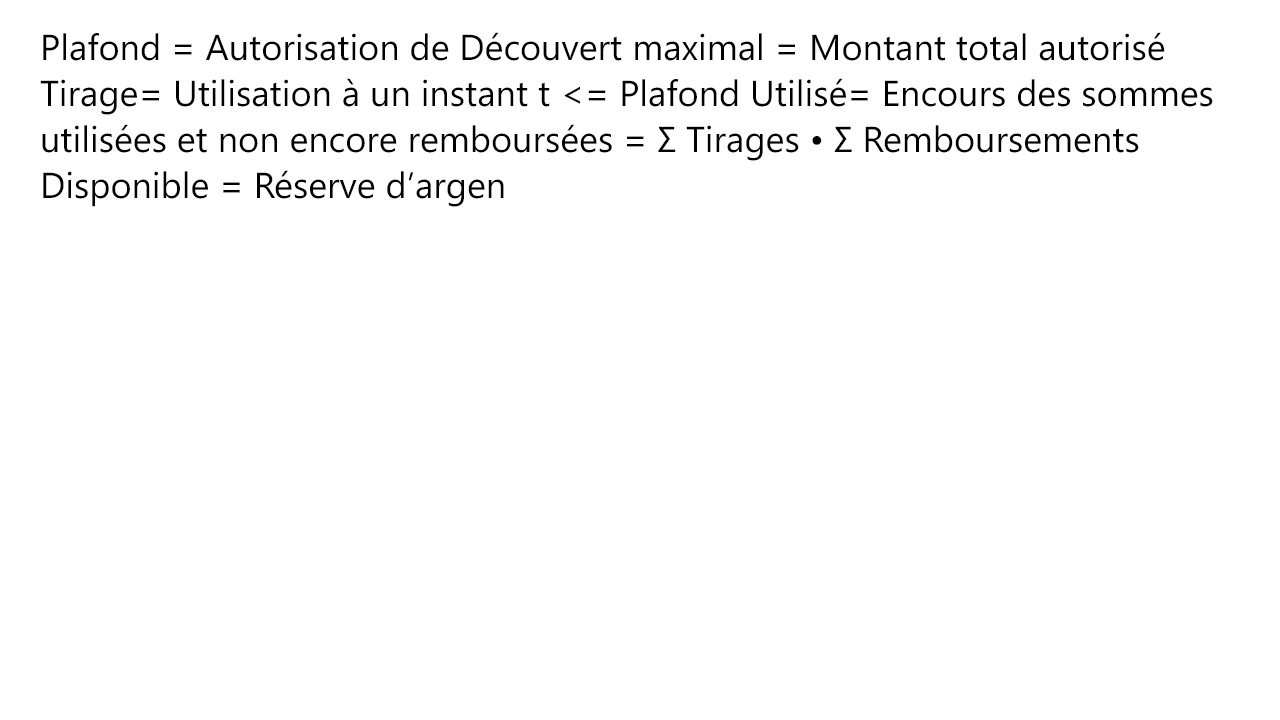 Plafond = Autorisation de Découvert maximal = Montant total autorisé
Tirage= Utilisation à un instant t <= Plafond Utilisé= Encours des sommes
utilisées et non encore remboursées = Σ Tirages • Σ Remboursements
Disponible = Réserve d’argen